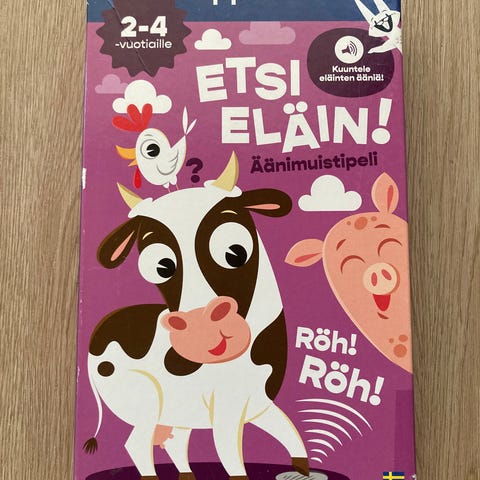 2-4
-vuotiaille
Kuuntele
eläinten ääniä!
ETSI
ELÄIN!
Äänimuistipeli
?
Röh!
Röh!